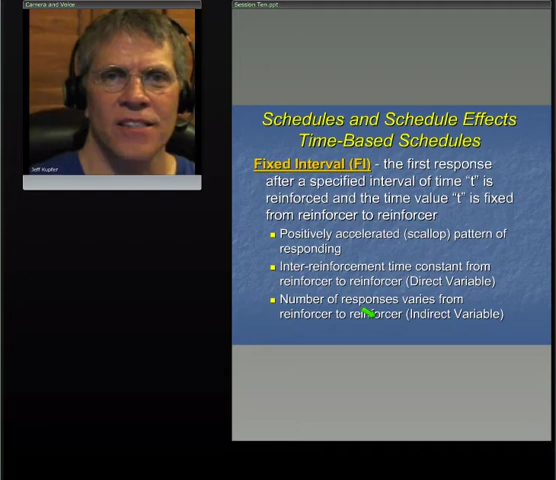 Camera and Voice
Session Ten.ppt
Jeff Kupfer
Schedules and Schedule Effects
Time-Based Schedules
Fixed Interval (FI) - the first response
after a specified interval of time “t” is
reinforced and the time value “t” is fixed
from reinforcer to reinforcer
Positively accelerated (scallop) pattern of
responding
Inter-reinforcement time constant from
reinforcer to reinforcer (Direct Variable)
Number of responses varies from
reinforcer to reinforcer (Indirect Variable)